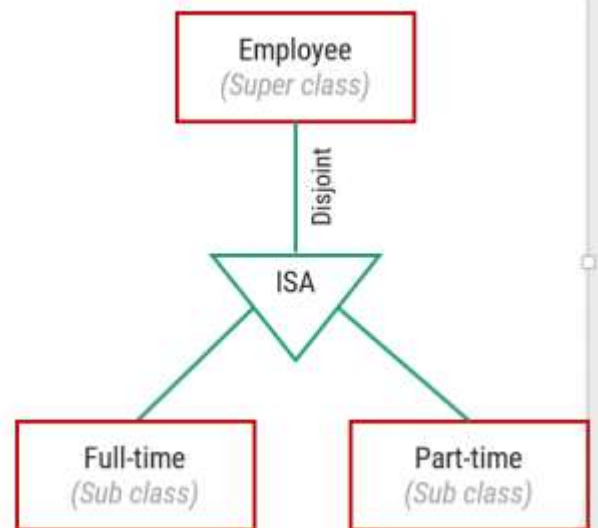 Employee
(Super class)
Disjoint
ISA
Full-time
(Sub class)
Part-time
(Sub class)